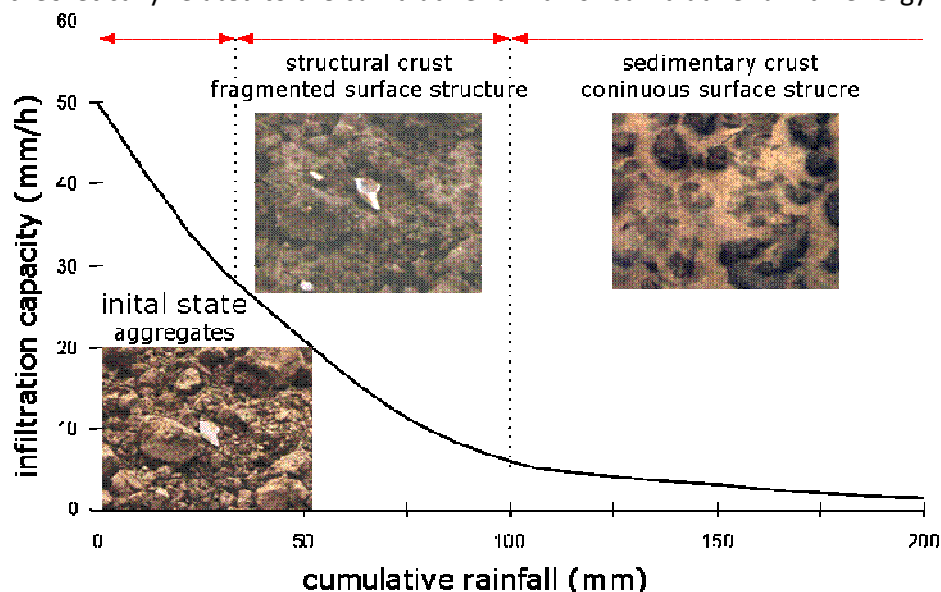 60
structural crust
fragmented surface structure
sedimentary crust
coninuous surface strucre
50
40
30
20
10
0
infiltration capacity (mm/h)
inital state
aggregates
0 50 100 150 200
cumulative rainfall (mm)